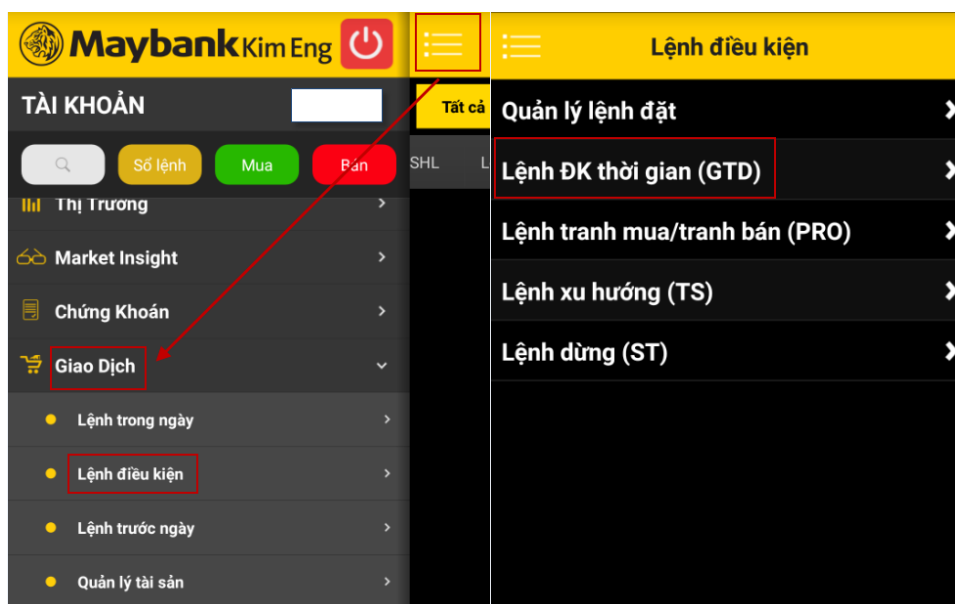 Maybank Kim Eng
TÀI KHOẢN
Sổ lệnh
Mua
Bán
Thị Trường
Market Insight
Chứng Khoán
Giao Dịch
Lệnh trong ngày
Lệnh điều kiện
Lệnh trước ngày
Quản lý tài sản
Tất cả
SHL
L
Lệnh điều kiện
Quản lý lệnh đặt
Lệnh ĐK thời gian (GTD)
Lệnh tranh mua/tranh bán (PRO)
Lệnh xu hướng (TS)
Lệnh dừng (ST)